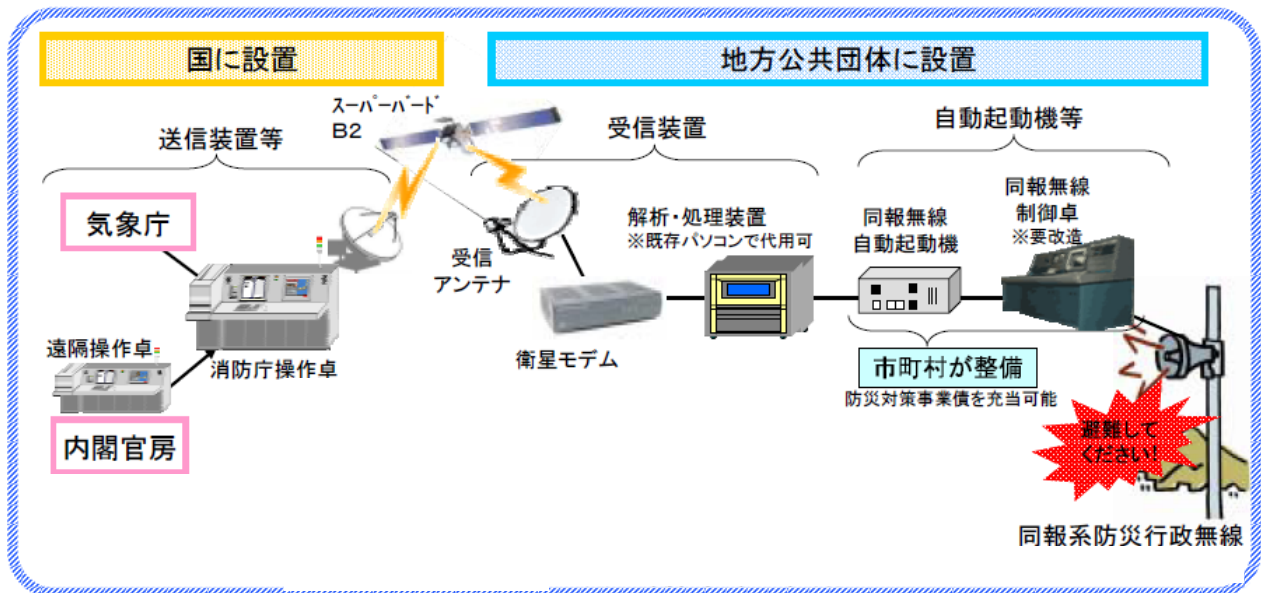 国に設置
地方公共団体に設置
スーパーバード
B2
送信装置等
受信装置
自動起動機等
気象庁
解析・処理装置
※既存パソコンで代用可
同報無線
自動起動機
同報無線
制御卓
※要改造
受信
アンテナ
遠隔操作卓
消防庁操作卓
衛星モデム
市町村が整備
防災対策事業債を充当可能
内閣官房
避難して
ください!
同報系防災行政無線